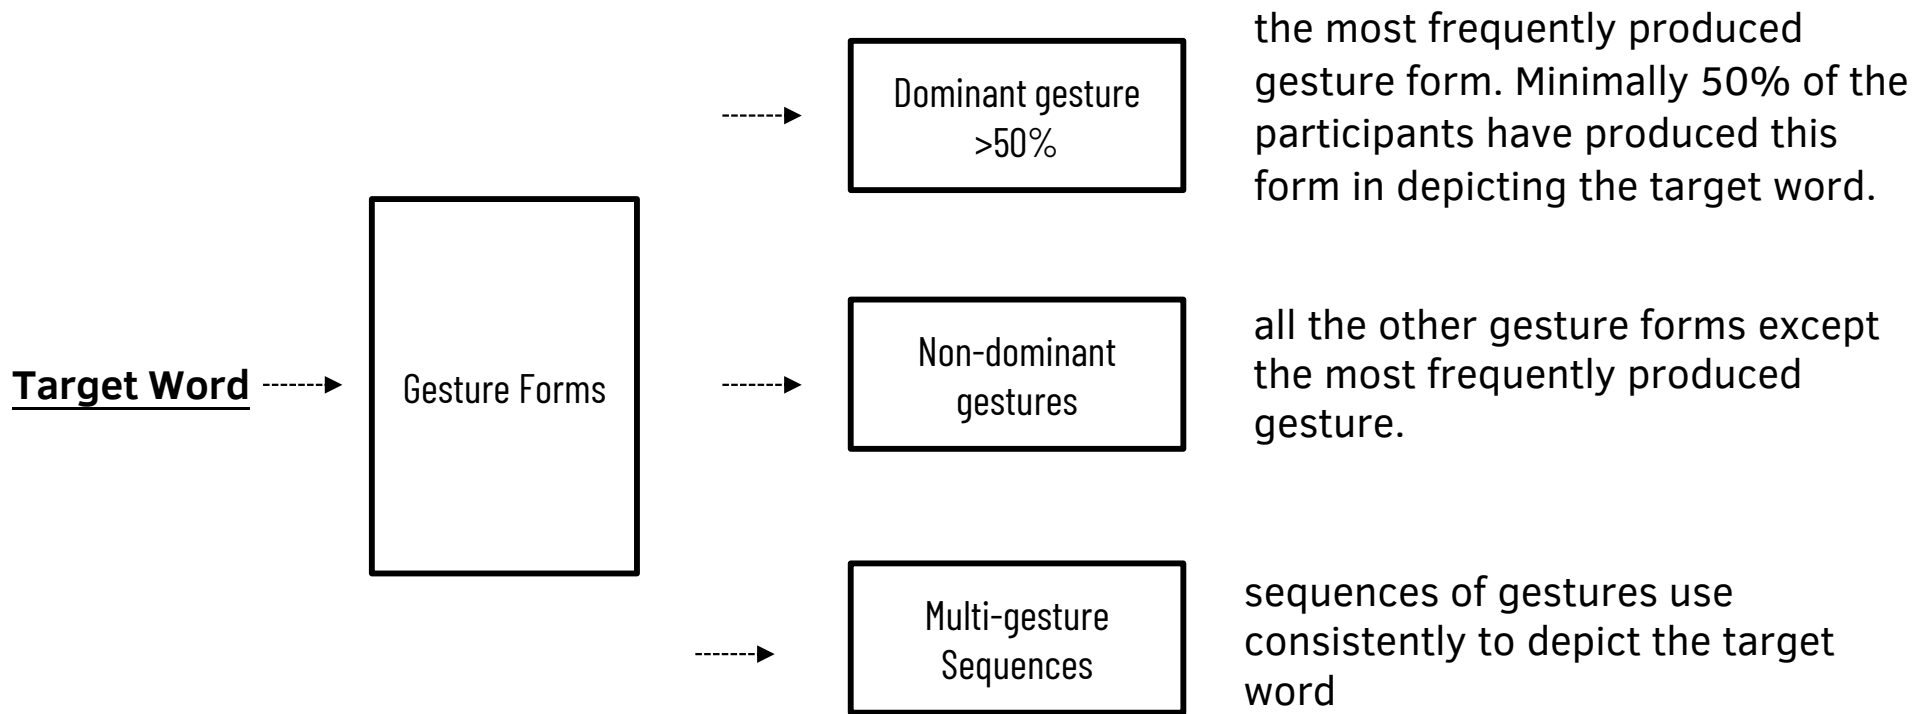 Target Word
Gesture Forms
Dominant gesture
>50%
the most frequently produced
gesture form. Minimally 50% of the
participants have produced this
form in depicting the target word.
Non-dominant
gestures
all the other gesture forms except
the most frequently produced
gesture.
Multi-gesture
Sequences
sequences of gestures use
consistently to depict the target
word